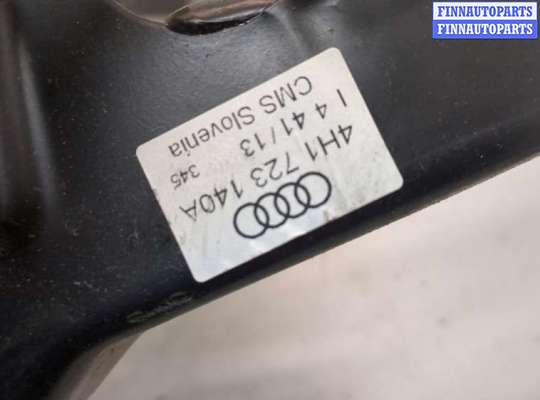 FINNAUTOPARTS
FINNAUTOPARTS
4H1 723 140A
I 4 41/13
CMS Slovenia 345